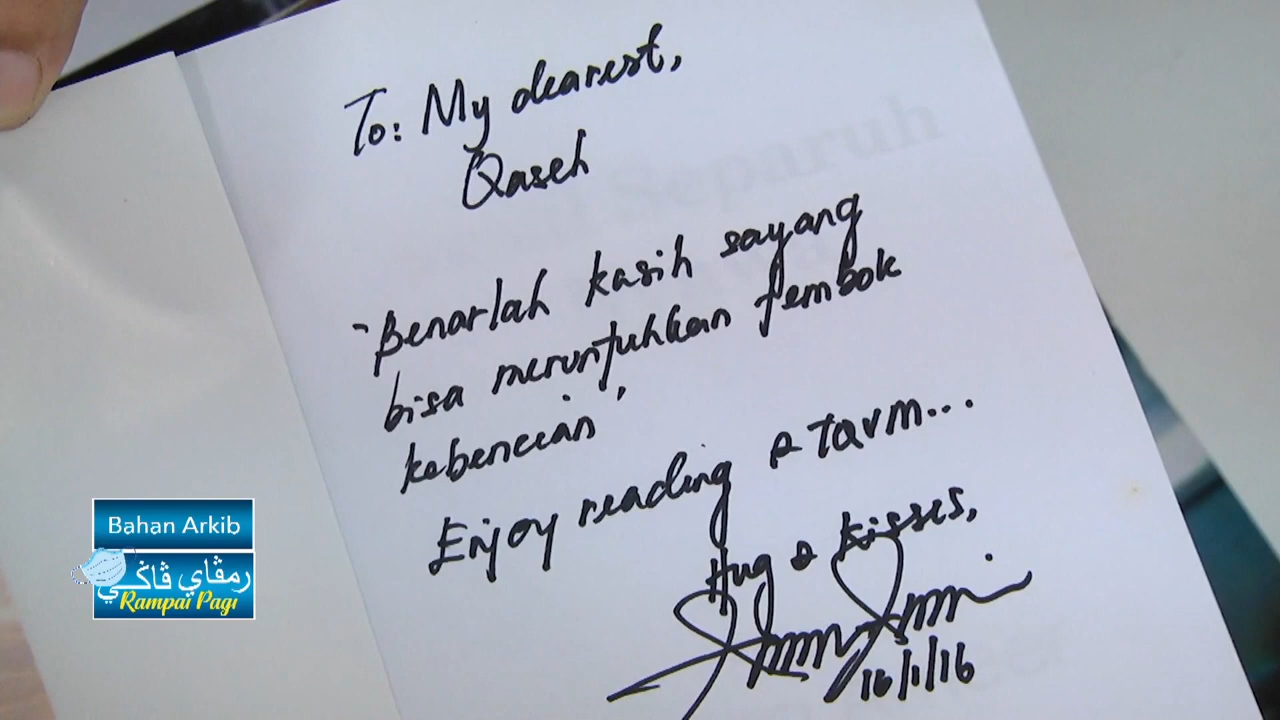 To: My dearest,
Qaseh
"Benarlah kasih sayang
bisa meruntuhkan tembok
kebencian"
Enjoy reading
Hug & kisses,
16/1/16
Separuh
Bahan Arkib
رمڤاي ڤاݢي
Rampai Pagi